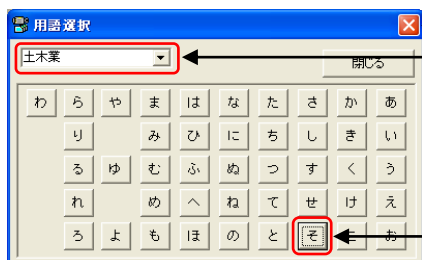 用語選択
土木業 閉じる
わ ら や ま は な た さ か あ
り み ひ に ち し き い
る ゆ む ふ ぬ つ す く う
れ め へ ね て せ け え
ろ よ も ほ の と そ こ お